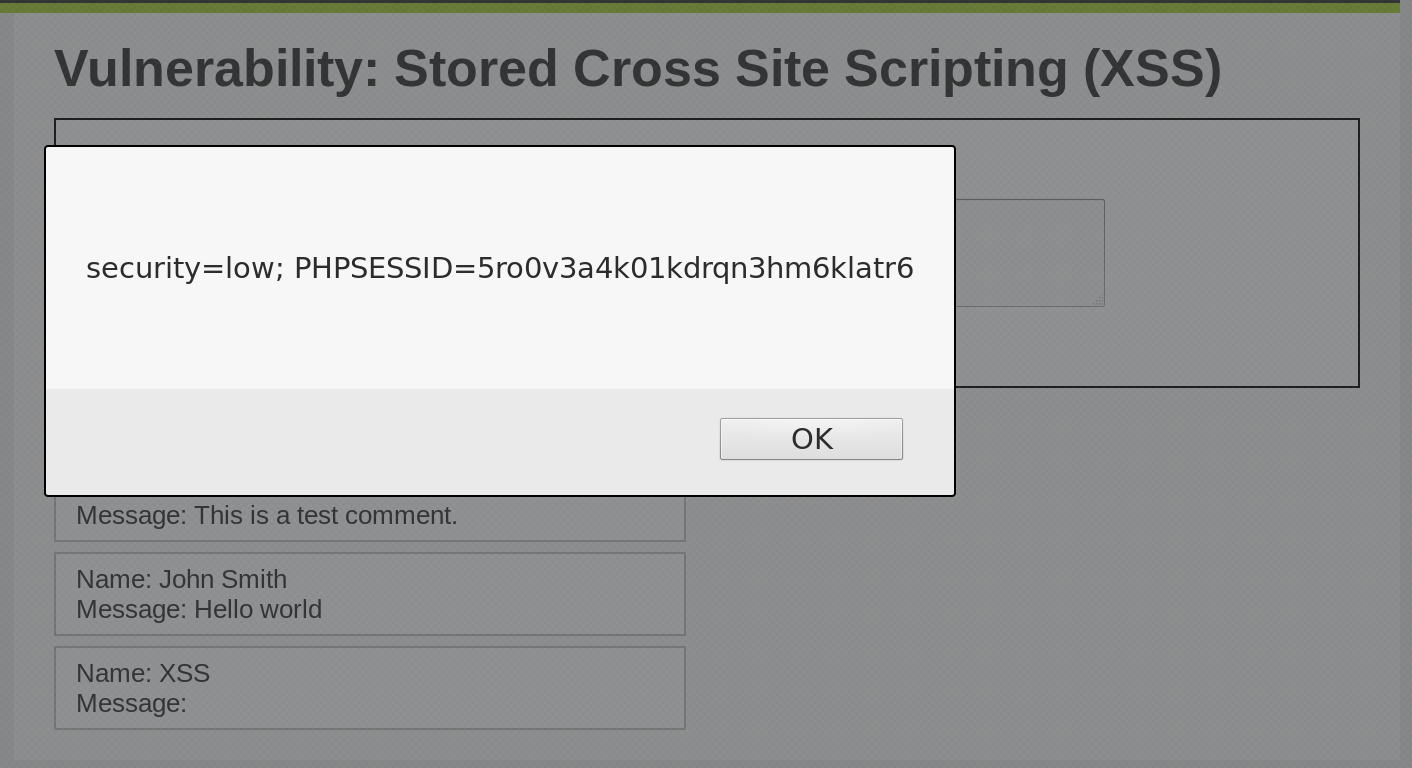 Vulnerability: Stored Cross Site Scripting (XSS)
security=low; PHPSESSID=5ro0v3a4k01kdrqn3hm6klatr6
OK
Message: This is a test comment.
Name: John Smith
Message: Hello world
Name: XSS
Message: